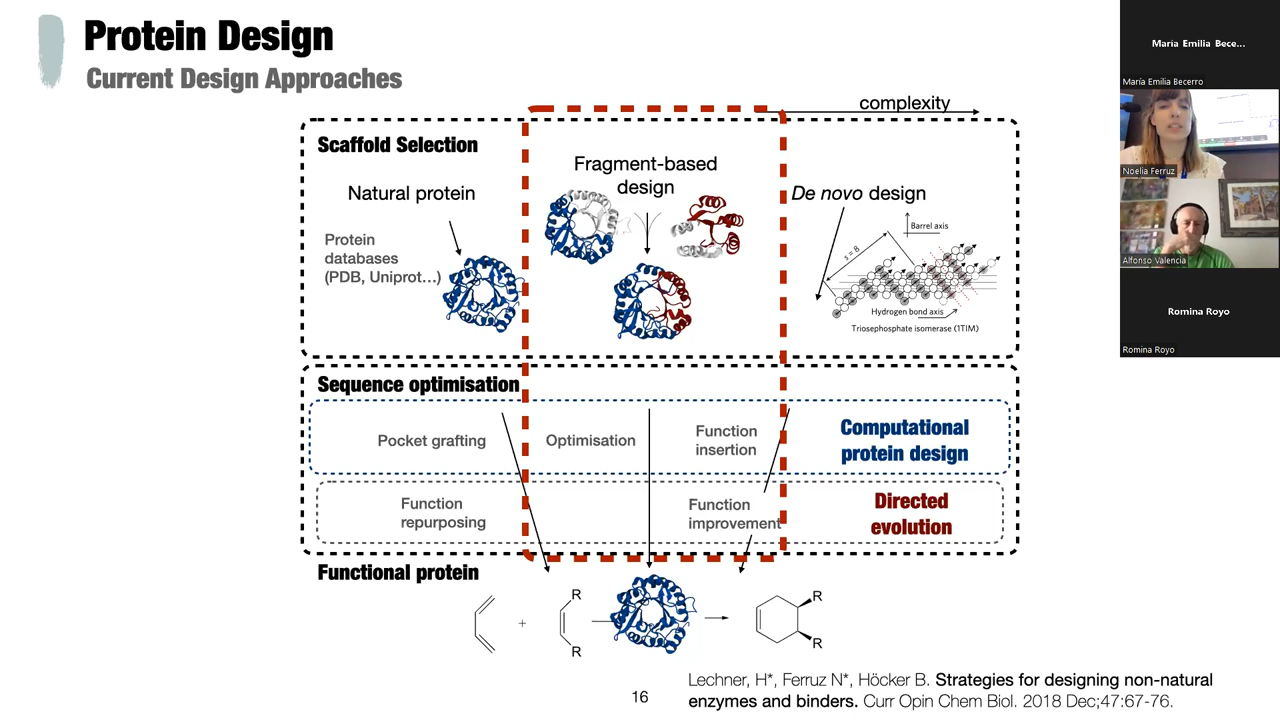 Protein Design
Current Design Approaches
complexity
Scaffold Selection
Natural protein
Protein
databases
(PDB, Uniprot...)
Fragment-based
design
De novo design
Barrel axis
s = 8
Hydrogen bond axis
Triosephosphate isomerase (1TIM)
Sequence optimisation
Pocket grafting
Optimisation
Function
insertion
Computational
protein design
Function
repurposing
Function
improvement
Directed
evolution
Functional protein
+
R
R
R
R
Lechner, H*, Ferruz N*, Höcker B. Strategies for designing non-natural
enzymes and binders. Curr Opin Chem Biol. 2018 Dec;47:67-76.
16
María Emilia Bece...
María Emilia Becerro
Noelia Ferruz
Alfonso Valencia
Romina Royo
Romina Royo